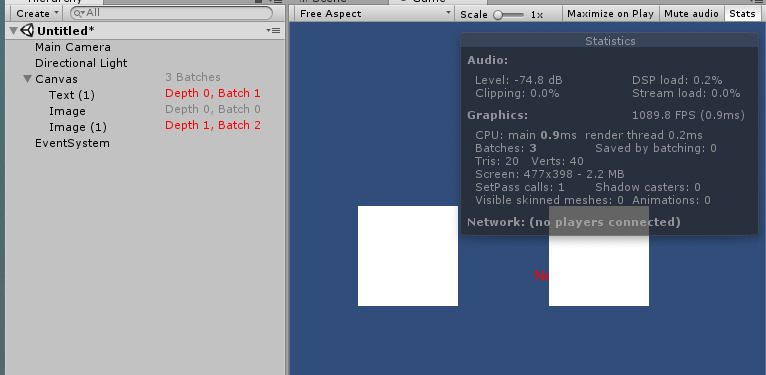 Hierarchy
Create
All
Untitled*
Main Camera
Directional Light
Canvas 3 Batches
Text (1) Depth 0, Batch 1
Image Depth 0, Batch 0
Image (1) Depth 1, Batch 2
EventSystem
Free Aspect Scale 1x Maximize on Play Mute audio Stats
Statistics
Audio:
Level: -74.8 dB DSP load: 0.2%
Clipping: 0.0% Stream load: 0.0%
Graphics: 1089.8 FPS (0.9ms)
CPU: main 0.9ms render thread 0.2ms
Batches: 3 Saved by batching: 0
Tris: 20 Verts: 40
Screen: 477x398 - 2.2 MB
SetPass calls: 1 Shadow casters: 0
Visible skinned meshes: 0 Animations: 0
Network: (no players connected)